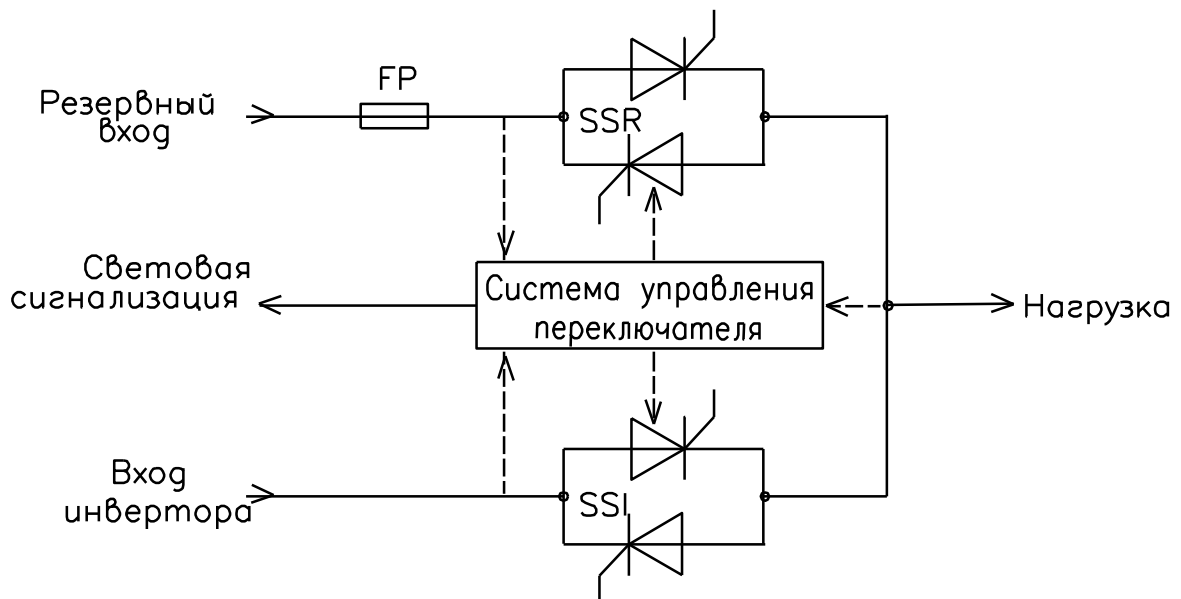 FP
Резервный
вход
SSR
Световая
сигнализация
Система управления
переключателя
Нагрузка
Вход
инвертора
SSI